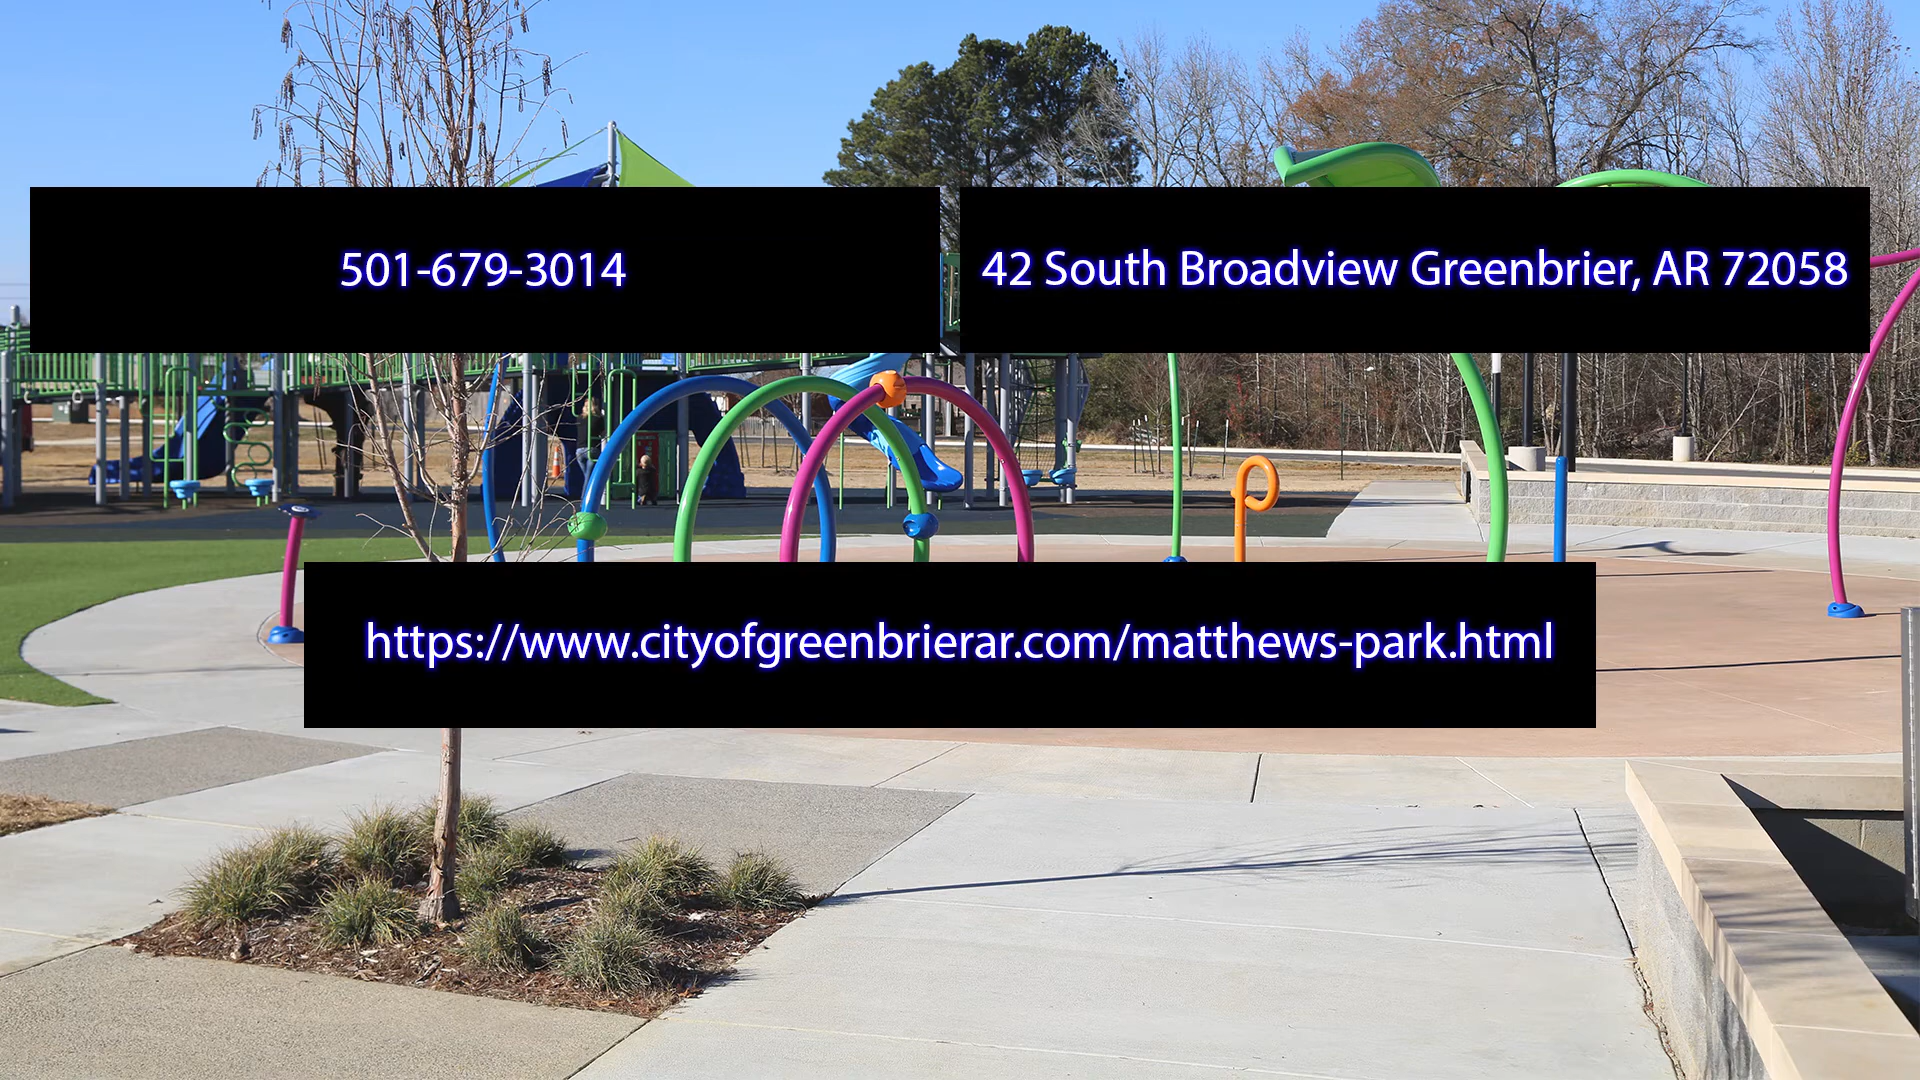 501-679-3014
42 South Broadview Greenbrier, AR 72058
https://www.cityofgreenbrierar.com/matthews-park.html